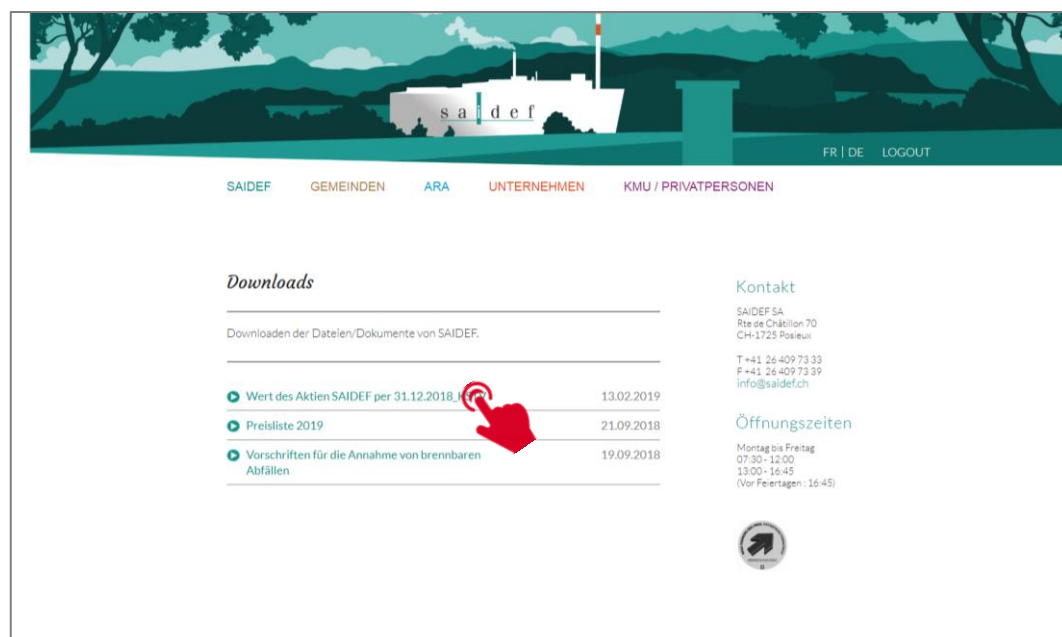 saidef
FR | DE LOGOUT
SAIDEF GEMEINDEN ARA UNTERNEHMEN KMU / PRIVATPERSONEN
Downloads
Downloaden der Dateien/Dokumente von SAIDEF.
Wert des Aktien SAIDEF per 31.12.2018 13.02.2019
Preisliste 2019 21.09.2018
Vorschriften für die Annahme von brennbaren 19.09.2018
Abfällen
Kontakt
SAIDEF SA
Rte de Châtillon 70
CH-1725 Posieux
T +41 26 409 73 33
F +41 26 409 73 39
info@saidef.ch
Öffnungszeiten
Montag bis Freitag
07:30 - 12:00
13:00 - 16:45
(Vor Feiertagen : 16:45)